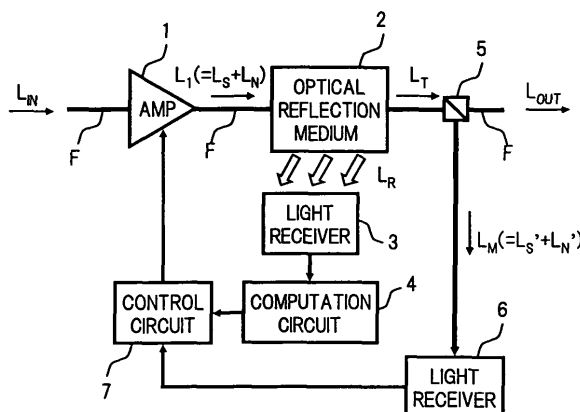 1
2
5
L_IN
AMP
L_1(=L_S+L_N)
OPTICAL
REFLECTION
MEDIUM
L_T
L_OUT
F
F
F
L_R
LIGHT
RECEIVER
3
L_M(=L_S'+L_N')
CONTROL
CIRCUIT
COMPUTATION
CIRCUIT
4
6
7
LIGHT
RECEIVER